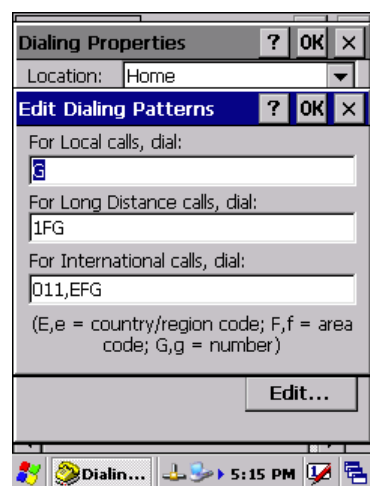 Dialing Properties ? OK ×
Location: Home
Edit Dialing Patterns ? OK ×
For Local calls, dial:
G
For Long Distance calls, dial:
1FG
For International calls, dial:
011,EFG
(E,e = country/region code; F,f = area
code; G,g = number)
Edit...
Dialin... 5:15 PM